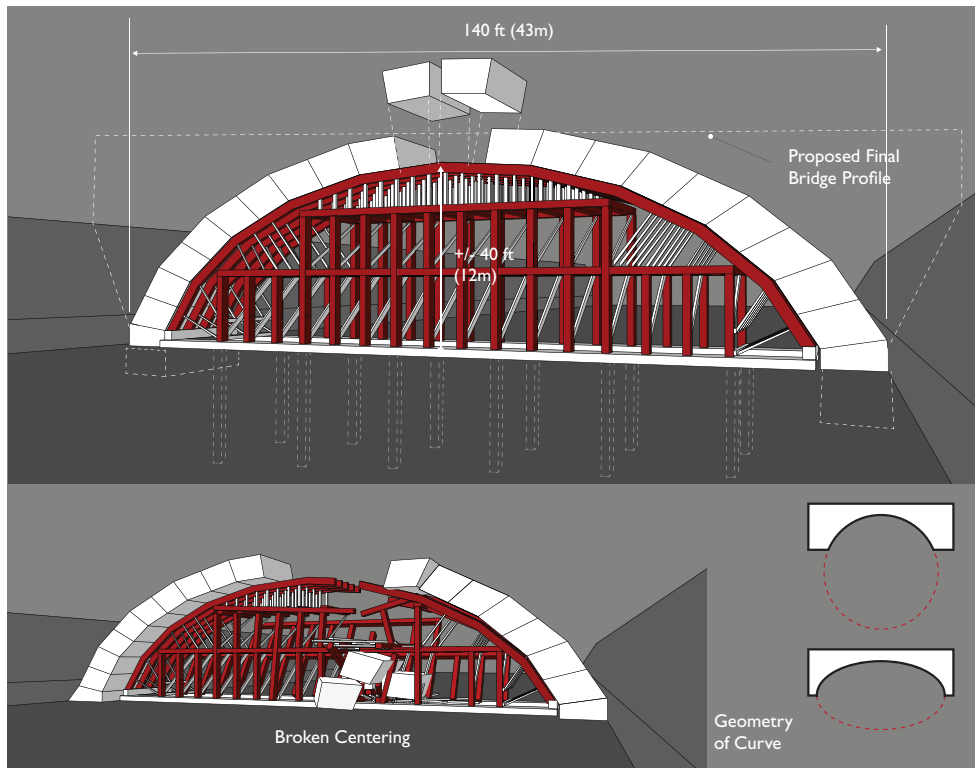 140 ft (43m)
Proposed Final
Bridge Profile
+/- 40 ft
(12m)
Broken Centering
Geometry
of Curve